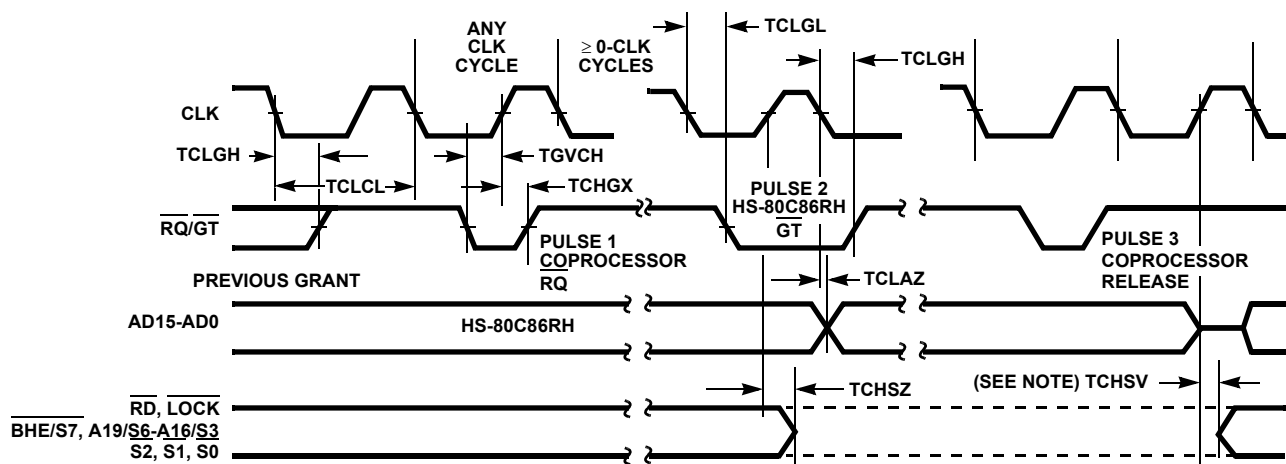 ANY
CLK
CYCLE
≥ 0-CLK
CYCLES
TCLGL
TCLGH
CLK
TCLGH
TCLCL
TGVCH
TCHGX
RQ/GT
PREVIOUS GRANT
PULSE 1
COPROCESSOR
RQ
PULSE 2
HS-80C86RH
GT
PULSE 3
COPROCESSOR
RELEASE
TCLAZ
AD15-AD0
HS-80C86RH
TCHSZ
(SEE NOTE) TCHSV
RD, LOCK
BHE/S7, A19/S6-A16/S3
S2, S1, S0